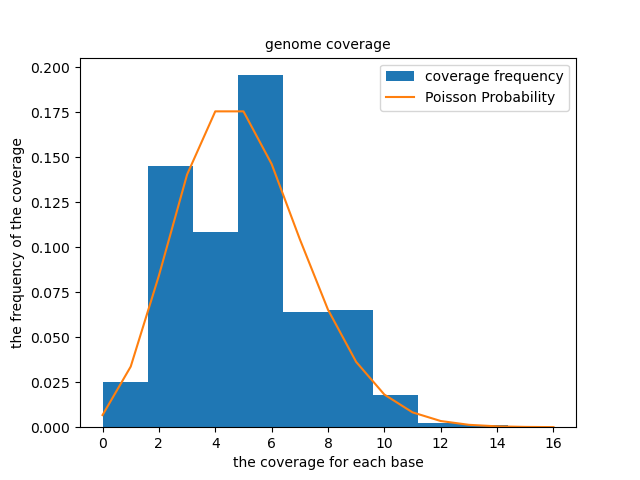 genome coverage
coverage frequency
Poisson Probability
the frequency of the coverage
0.200
0.175
0.150
0.125
0.100
0.075
0.050
0.025
0.000
0 2 4 6 8 10 12 14 16
the coverage for each base